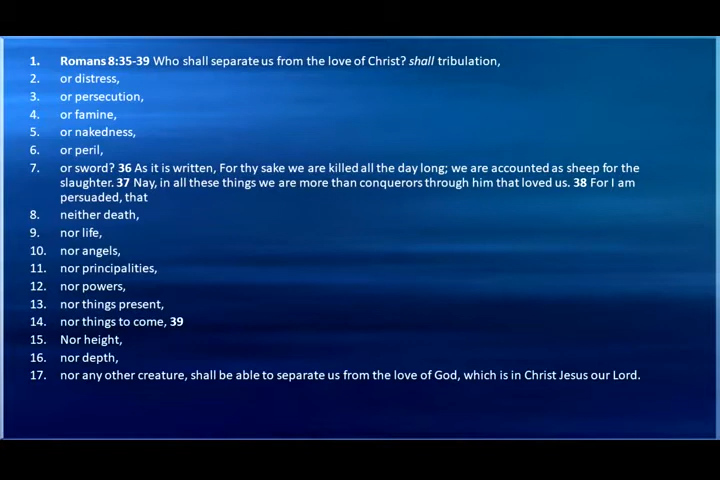 1. Romans 8:35-39 Who shall separate us from the love of Christ? shall tribulation,
2. or distress,
3. or persecution,
4. or famine,
5. or nakedness,
6. or peril,
7. or sword? 36 As it is written, For thy sake we are killed all the day long; we are accounted as sheep for the
slaughter. 37 Nay, in all these things we are more than conquerors through him that loved us. 38 For I am
persuaded, that
8. neither death,
9. nor life,
10. nor angels,
11. nor principalities,
12. nor powers,
13. nor things present,
14. nor things to come, 39
15. Nor height,
16. nor depth,
17. nor any other creature, shall be able to separate us from the love of God, which is in Christ Jesus our Lord.